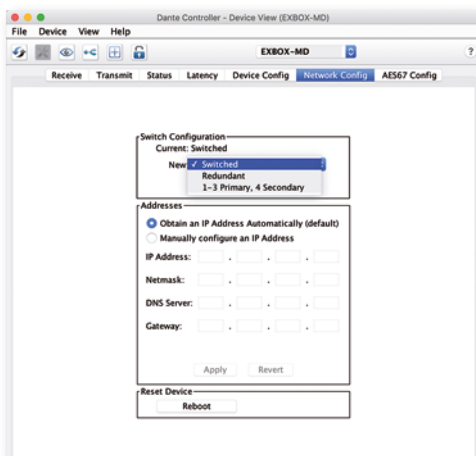 Dante Controller - Device View (EXBOX-MD)
File Device View Help
EXBOX-MD
?
Receive Transmit Status Latency Device Config Network Config AES67 Config
Switch Configuration
Current: Switched
New: ✓ Switched
Redundant
1-3 Primary, 4 Secondary
Addresses
Obtain an IP Address Automatically (default)
Manually configure an IP Address
IP Address: . . .
Netmask: . . .
DNS Server: . . .
Gateway: . . .
Apply Revert
Reset Device
Reboot